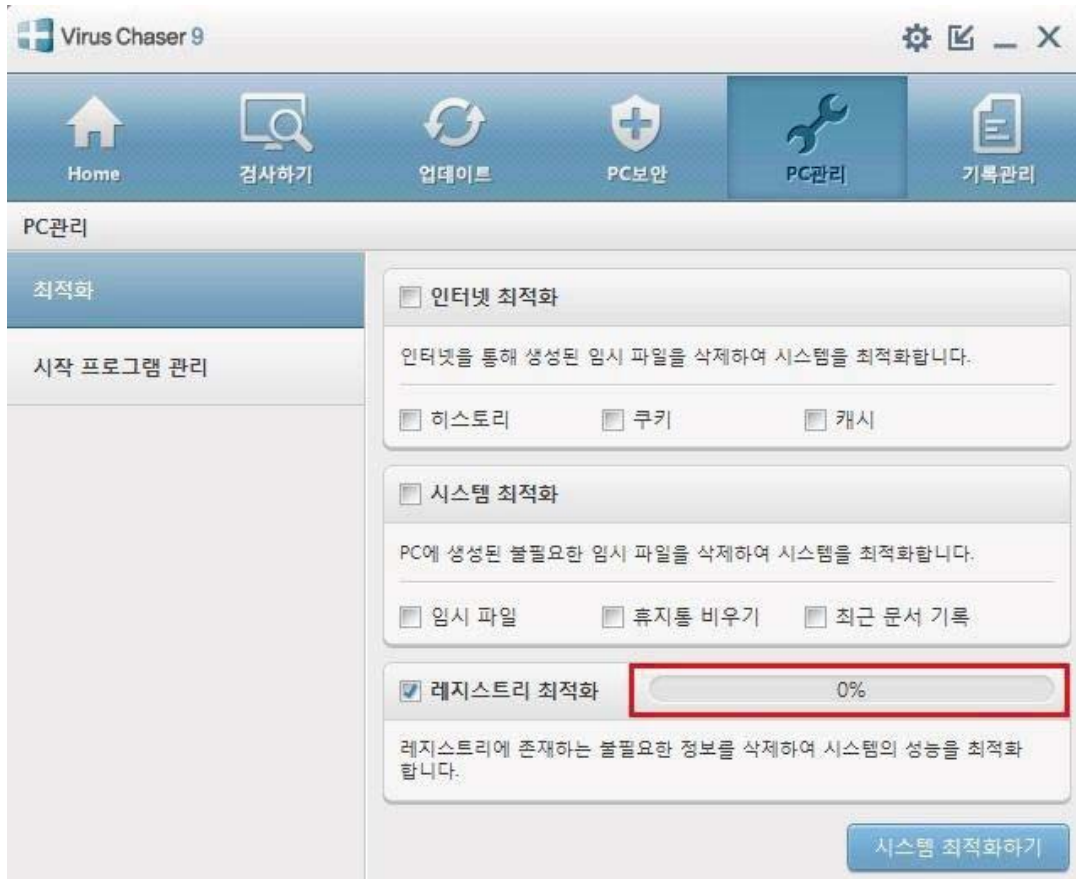 Virus Chaser 9
Home
검사하기
업데이트
PC보안
PC관리
기록관리
PC관리
최적화
시작 프로그램 관리
인터넷 최적화
인터넷을 통해 생성된 임시 파일을 삭제하여 시스템을 최적화합니다.
히스토리
쿠키
캐시
시스템 최적화
PC에 생성된 불필요한 임시 파일을 삭제하여 시스템을 최적화합니다.
임시 파일
휴지통 비우기
최근 문서 기록
레지스트리 최적화
0%
레지스트리에 존재하는 불필요한 정보를 삭제하여 시스템의 성능을 최적화
합니다.
시스템 최적화하기